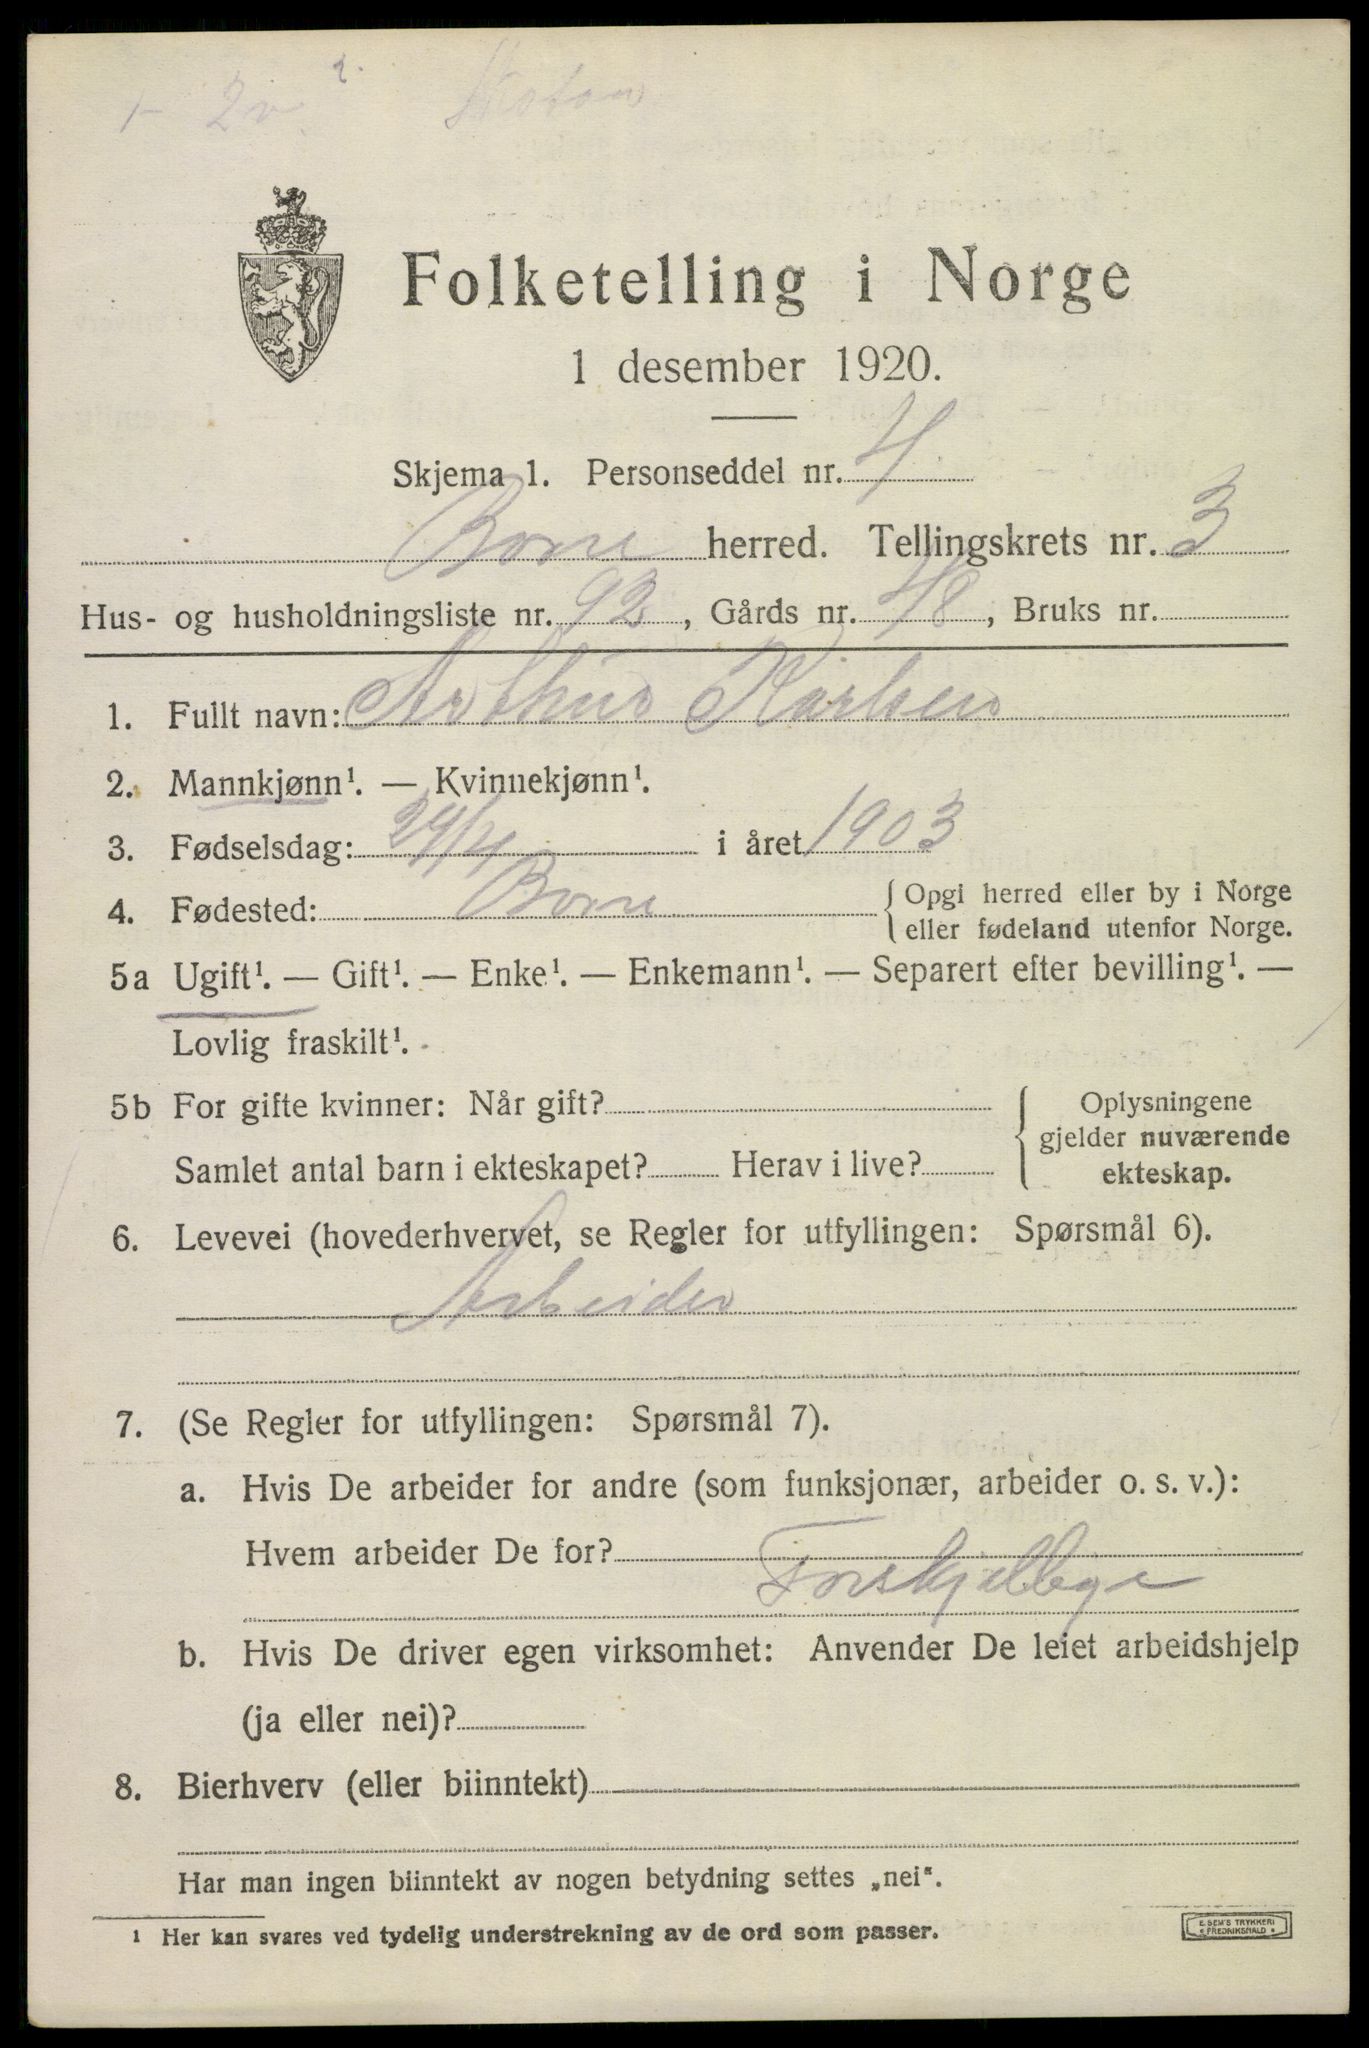 1- 2v
Folketelling i Norge
1 desember 1920.
Skjema 1. Personseddel nr. 4
Borre herred. Tellingskrets nr. 3
Hus- og husholdningsliste nr. 92, Gårds nr. 48, Bruks nr.
1. Fullt navn: Arthur Karlsen
2. Mannkjønn¹. — Kvinnekjønn¹.
3. Fødselsdag: 24/4 i året 1903
4. Fødested: Borre {Opgi herred eller by i Norge
eller fødeland utenfor Norge.
5a Ugift¹. — Gift¹. — Enke¹. — Enkemann¹. — Separert efter bevilling¹. —
Lovlig fraskilt¹.
5b For gifte kvinner: Når gift?
Samlet antal barn i ekteskapet? Herav i live?
Oplysningene
gjelder nuværende
ekteskap.
6. Levevei (hovederhvervet, se Regler for utfyllingen: Spørsmål 6).
Arbeider
7. (Se Regler for utfyllingen: Spørsmål 7).
a. Hvis De arbeider for andre (som funksjonær, arbeider o. s. v.):
Hvem arbeider De for? Forskjellige
b. Hvis De driver egen virksomhet: Anvender De leiet arbeidshjelp
(ja eller nei)?
8. Bierhverv (eller biinntekt)
Har man ingen biinntekt av nogen betydning settes „nei“.
¹ Her kan svares ved tydelig understrekning av de ord som passer.
E. SEM'S TRYKKERI
FREDRIKSHALD